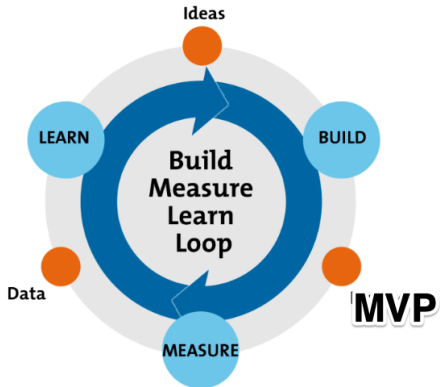 Ideas
LEARN
BUILD
Build
Measure
Learn
Loop
Data
MVP
MEASURE